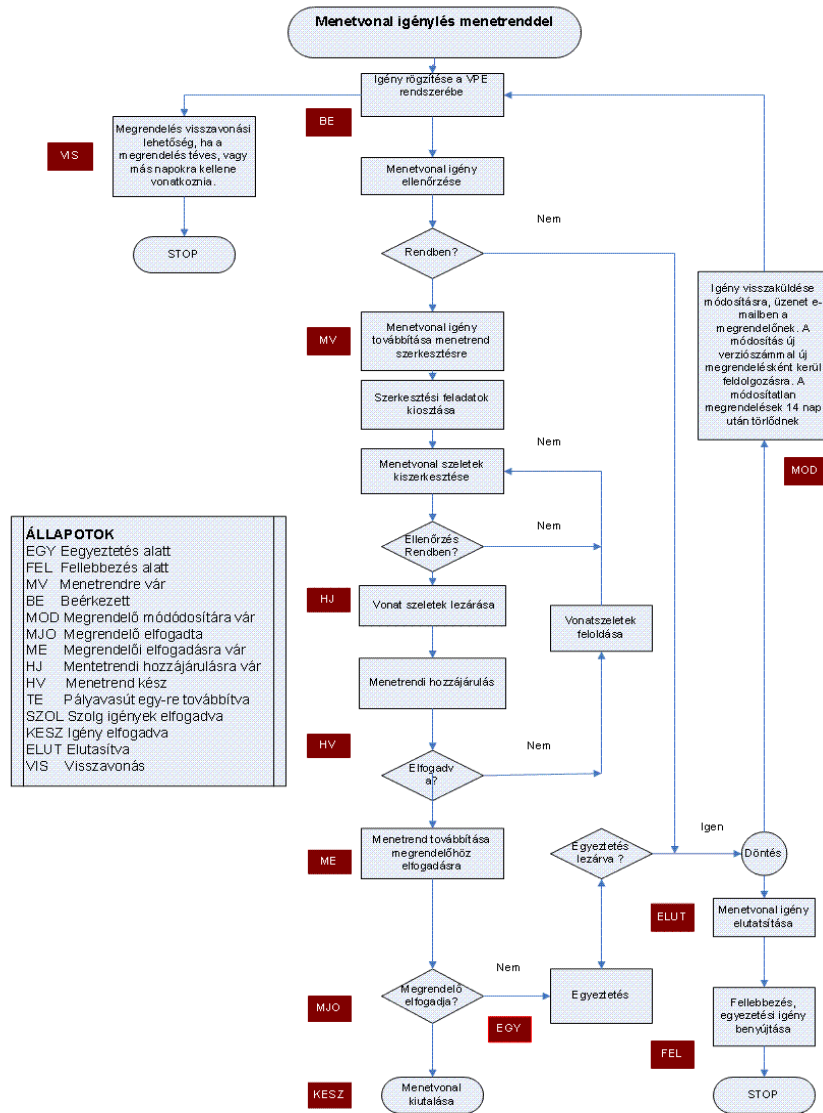 Menetvonal igénylés menetrenddel
Igény rögzítése a VPE
rendszerébe
BE
VIS
Megrendelés visszavonási
lehetőség, ha a
megrendelés téves, vagy
más napokra kellene
vonatkoznia.
STOP
Menetvonal igény
ellenőrzése
Nem
Rendben?
MV
Menetvonal igény
továbbítása menetrend
szerkesztésre
Szerkesztési feladatok
kiosztása
Nem
Menetvonal szeletek
kiszerkesztése
Ellenőrzés
Rendben?
Nem
HJ
Vonat szeletek lezárása
Vonatszeletek
feloldása
Menetrendi hozzájárulás
HV
Elfogad
va?
Nem
Igény visszaküldése
módosításra, üzenet e-
mailben a
megrendelőnek. A
módosítás új
verziószámmal új
megrendelésként kerül
feldolgozásra. A
módosítatlan
megrendelések 14 nap
után törlődnek
MOD
ÁLLAPOTOK
EGY Eegyeztetés alatt
FEL Fellebbezés alatt
MV Menetrendre vár
BE Beérkezett
MOD Megrendelő módódosítára vár
MJO Megrendelő elfogadta
ME Megrendelői elfogadásra vár
HJ Mentetrendi hozzájárulásra vár
HV Menetrend kész
TE Pályavasút egy-re továbbítva
SZOL Szolg igények elfogadva
KESZ Igény elfogadva
ELUT Elutasítva
VIS Visszavonás
ME
Menetrend továbbítása
megrendelőhöz
elfogadásra
Egyeztetés
lezárva ?
Igen
Döntés
ELUT
Menetvonal igény
elutatsítása
MJO
Megrendelő
elfogadja?
Nem
EGY
Egyeztetés
Fellebbezés,
egyezetési igény
benyújtása
FEL
STOP
KESZ
Menetvonal
kiutalása